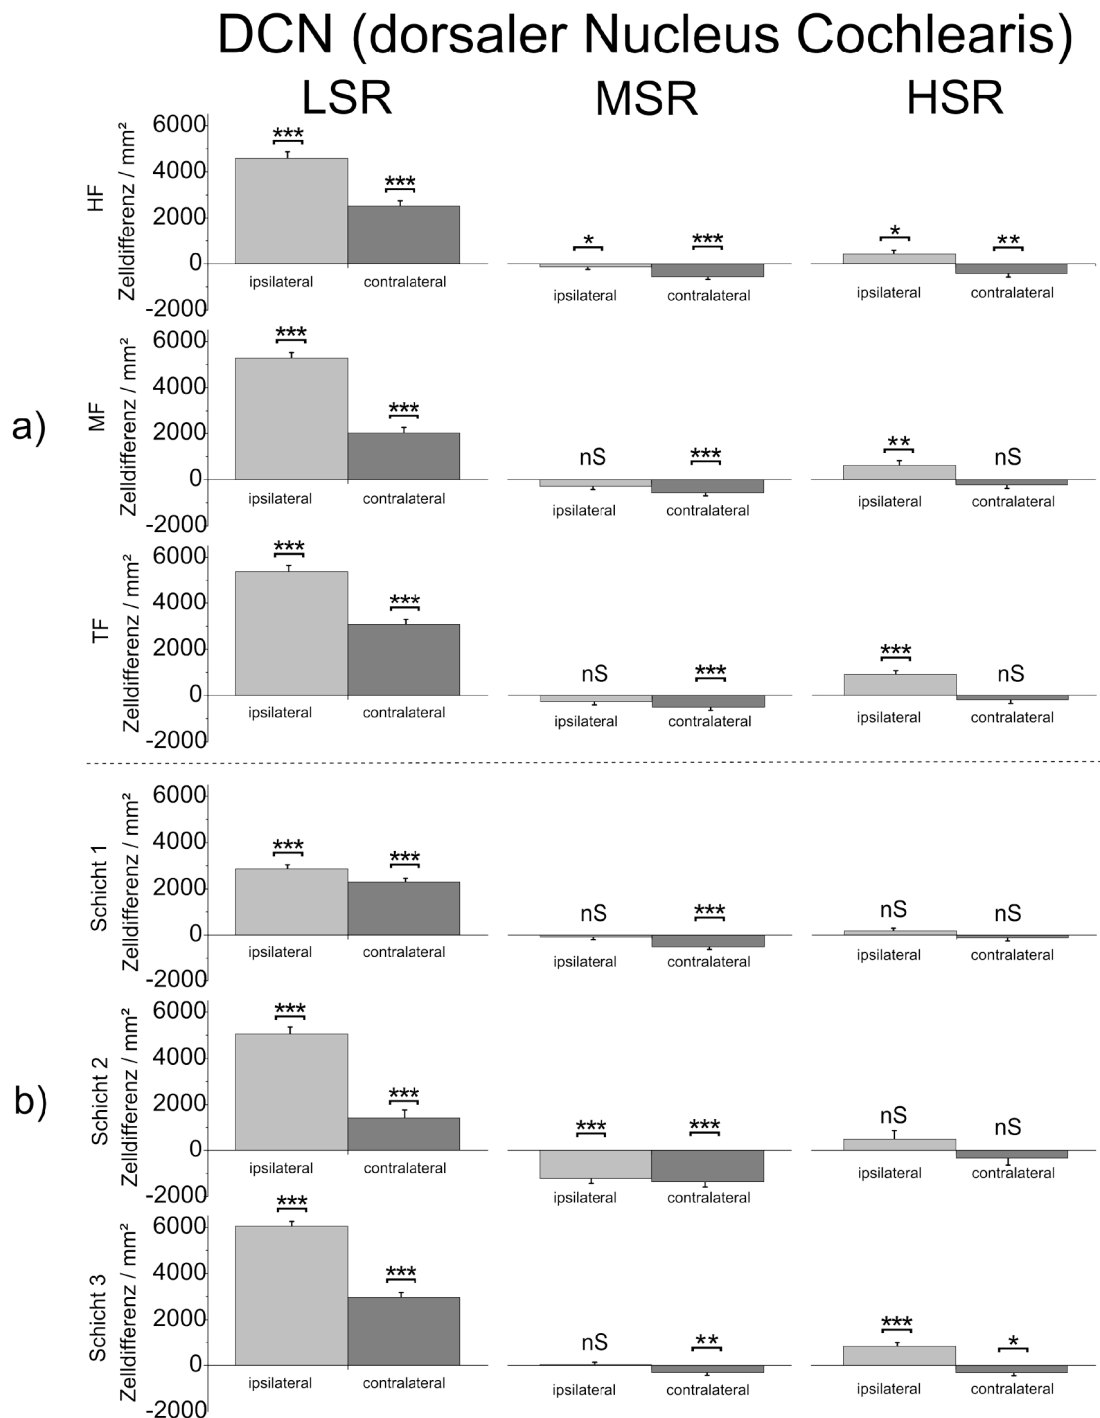 DCN (dorsaler Nucleus Cochlearis)
LSR MSR HSR
a)
HF
Zelldifferenz / mm²
6000
4000
2000
0
-2000
*** ***
ipsilateral contralateral
* ***
ipsilateral contralateral
* **
ipsilateral contralateral
MF
Zelldifferenz / mm²
6000
4000
2000
0
-2000
*** ***
ipsilateral contralateral
nS ***
ipsilateral contralateral
** nS
ipsilateral contralateral
TF
Zelldifferenz / mm²
6000
4000
2000
0
-2000
*** ***
ipsilateral contralateral
nS ***
ipsilateral contralateral
*** nS
ipsilateral contralateral
b)
Schicht 1
Zelldifferenz / mm²
6000
4000
2000
0
-2000
*** ***
ipsilateral contralateral
nS ***
ipsilateral contralateral
nS nS
ipsilateral contralateral
Schicht 2
Zelldifferenz / mm²
6000
4000
2000
0
-2000
*** ***
ipsilateral contralateral
*** ***
ipsilateral contralateral
nS nS
ipsilateral contralateral
Schicht 3
Zelldifferenz / mm²
6000
4000
2000
0
-2000
*** ***
ipsilateral contralateral
nS **
ipsilateral contralateral
*** *
ipsilateral contralateral